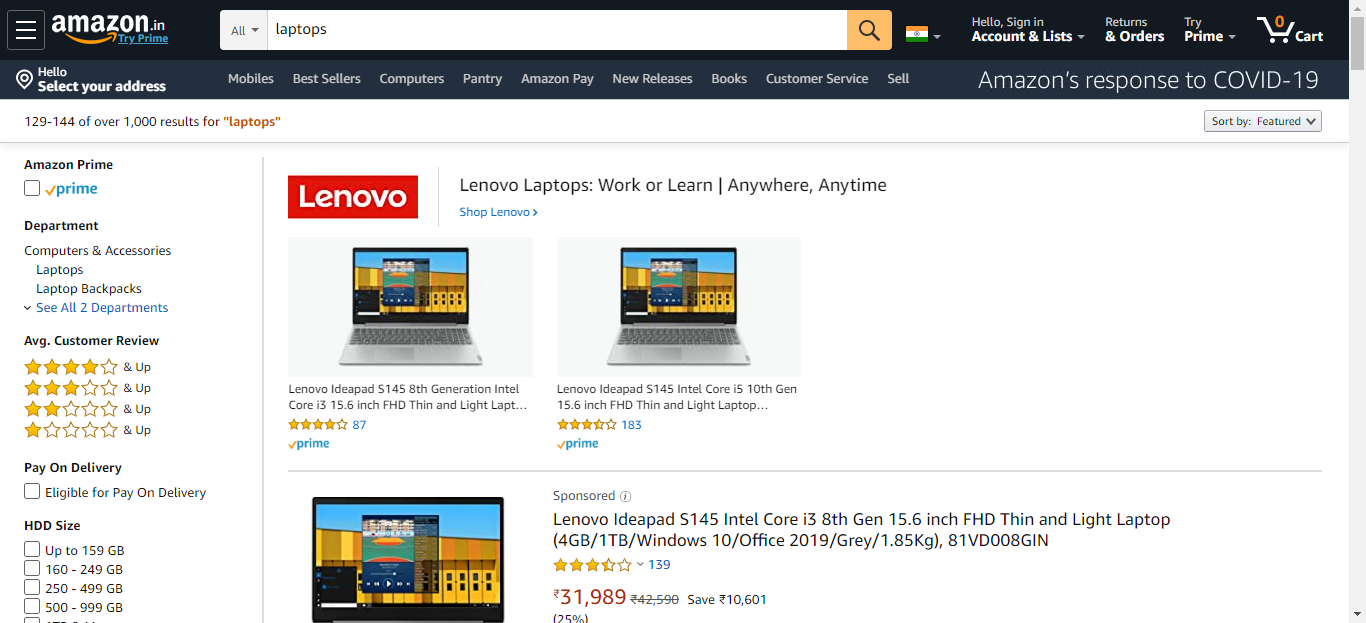 amazon.in
Try Prime
All
laptops
Hello, Sign in
Account & Lists
Returns
& Orders
Try
Prime
0
Cart
Hello
Select your address
Mobiles
Best Sellers
Computers
Pantry
Amazon Pay
New Releases
Books
Customer Service
Sell
Amazon's response to COVID-19
129-144 of over 1,000 results for "laptops"
Sort by: Featured
Amazon Prime
prime
Department
Computers & Accessories
Laptops
Laptop Backpacks
See All 2 Departments
Avg. Customer Review
& Up
& Up
& Up
& Up
Pay On Delivery
Eligible for Pay On Delivery
HDD Size
Up to 159 GB
160 - 249 GB
250 - 499 GB
500 - 999 GB
Lenovo
Lenovo Laptops: Work or Learn | Anywhere, Anytime
Shop Lenovo ›
Lenovo Ideapad S145 8th Generation Intel
Core i3 15.6 inch FHD Thin and Light Lapt…
87
prime
Lenovo Ideapad S145 Intel Core i5 10th Gen
15.6 inch FHD Thin and Light Laptop…
183
prime
Sponsored
Lenovo Ideapad S145 Intel Core i3 8th Gen 15.6 inch FHD Thin and Light Laptop
(4GB/1TB/Windows 10/Office 2019/Grey/1.85Kg), 81VD008GIN
139
₹31,989 ₹42,590 Save ₹10,601
(25%)